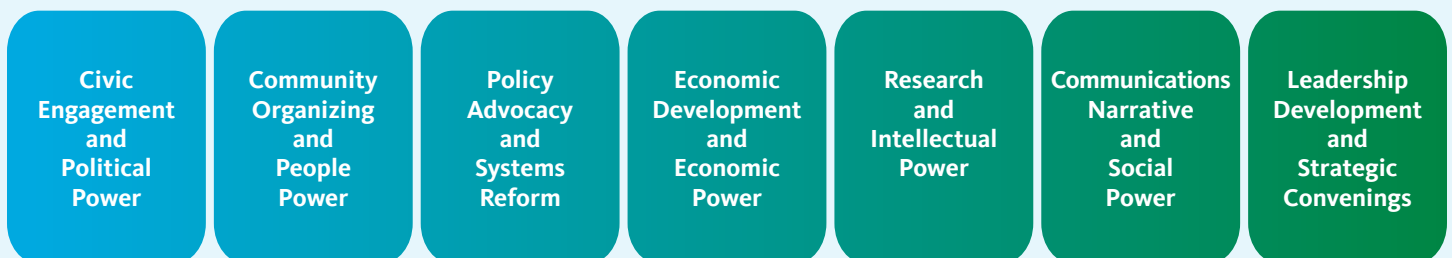 Civic
Engagement
and
Political
Power
Community
Organizing
and
People
Power
Policy
Advocacy
and
Systems
Reform
Economic
Development
and
Economic
Power
Research
and
Intellectual
Power
Communications
Narrative
and
Social
Power
Leadership
Development
and
Strategic
Convenings